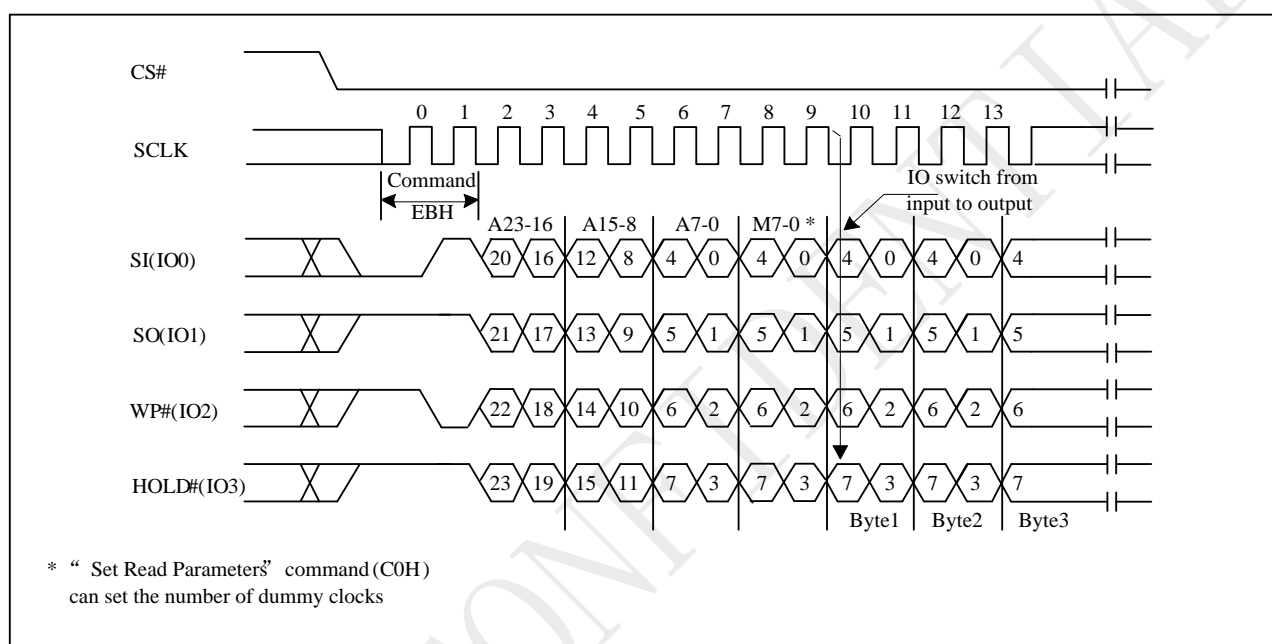 CS#
SCLK
0 1 2 3 4 5 6 7 8 9 10 11 12 13
Command
EBH
IO switch from
input to output
A23-16 A15-8 A7-0 M7-0 *
SI(IO0) 20 16 12 8 4 0 4 0 4 0 4 0 4
SO(IO1) 21 17 13 9 5 1 5 1 5 1 5 1 5
WP#(IO2) 22 18 14 10 6 2 6 2 6 2 6 2 6
HOLD#(IO3) 23 19 15 11 7 3 7 3 7 3 7 3 7
Byte1 Byte2 Byte3
* “ Set Read Parameters” command (C0H)
can set the number of dummy clocks
CONFIDENTIAL